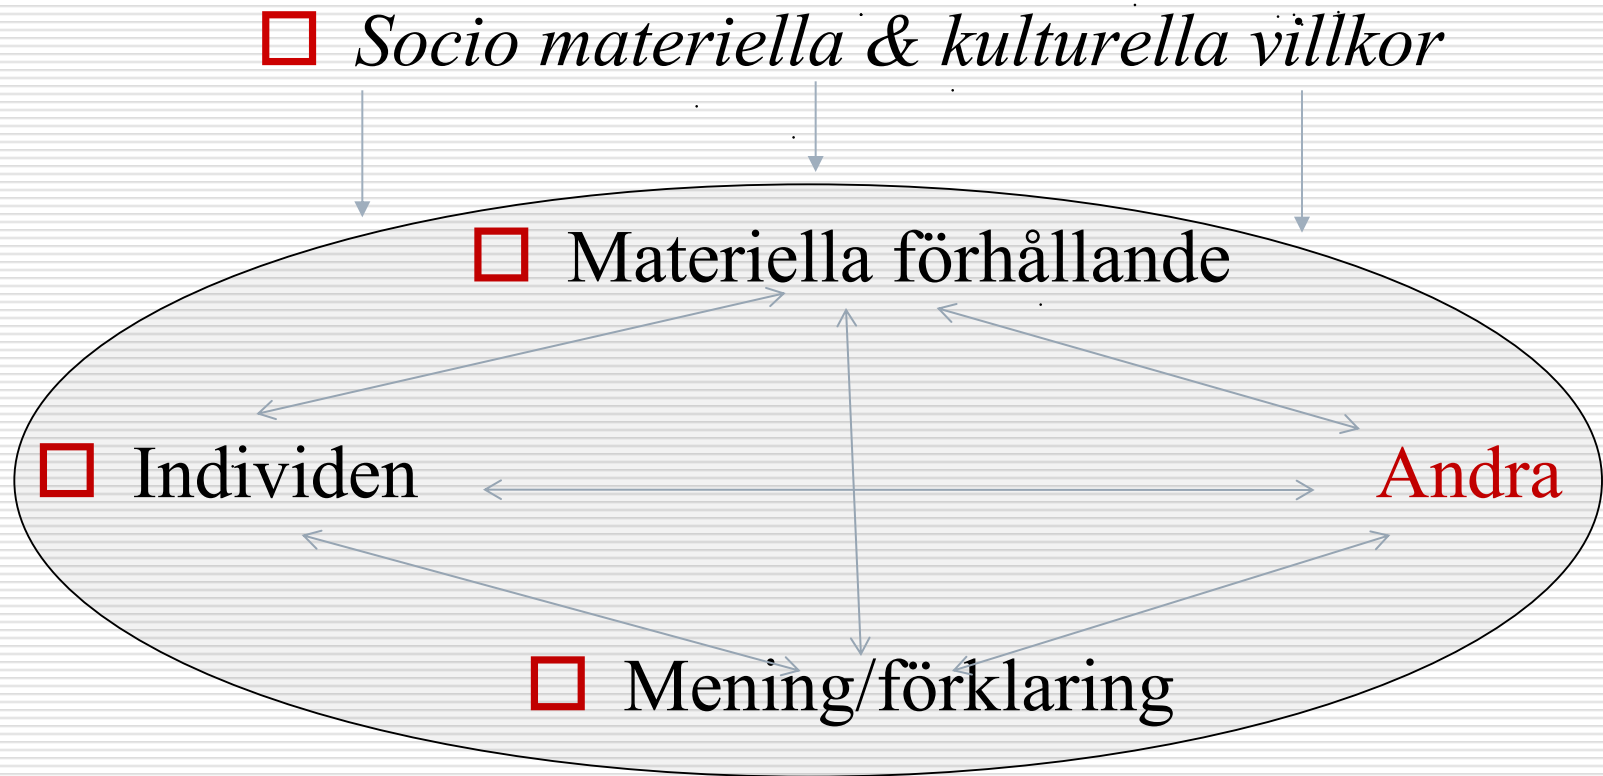 Socio materiella & kulturella villkor
Materiella förhållande
Individen
Andra
Mening/förklaring